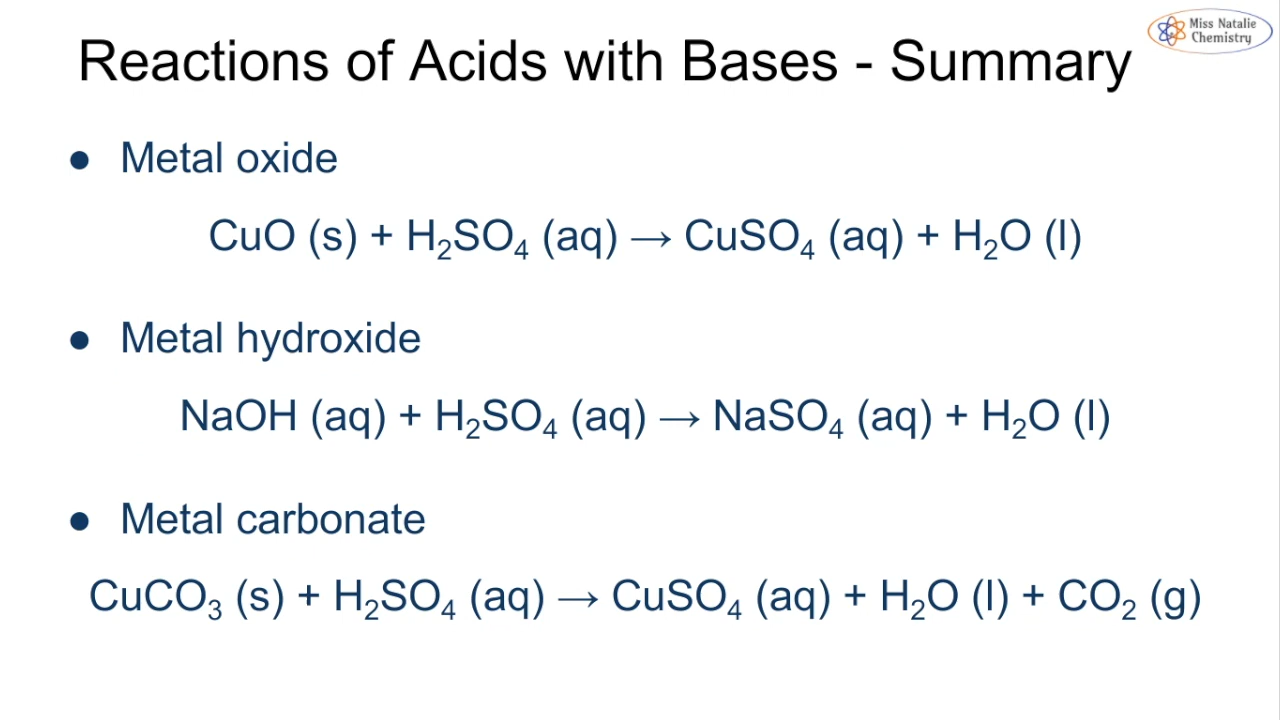 Miss Natalie
Chemistry
Reactions of Acids with Bases - Summary
● Metal oxide
CuO (s) + H₂SO₄ (aq) → CuSO₄ (aq) + H₂O (l)
● Metal hydroxide
NaOH (aq) + H₂SO₄ (aq) → NaSO₄ (aq) + H₂O (l)
● Metal carbonate
CuCO₃ (s) + H₂SO₄ (aq) → CuSO₄ (aq) + H₂O (l) + CO₂ (g)